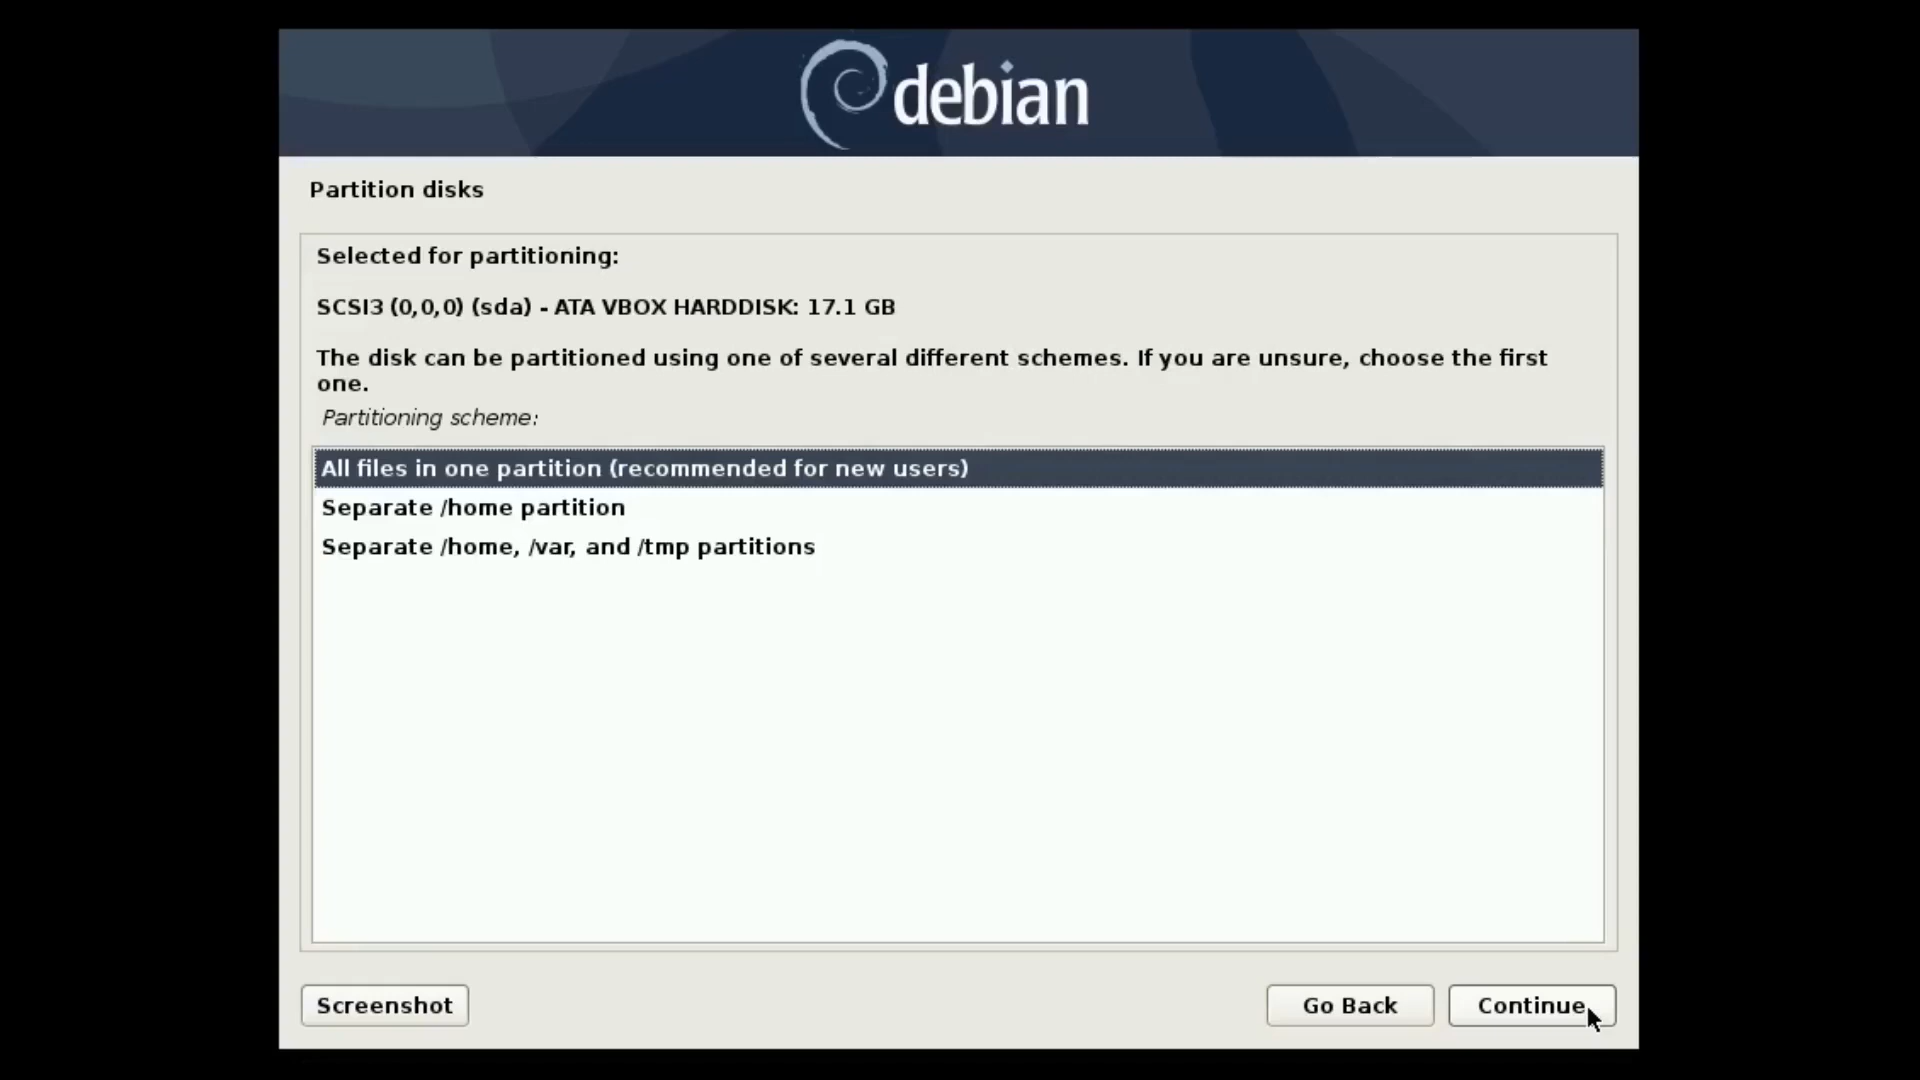 debian
Partition disks
Selected for partitioning:
SCSI3 (0,0,0) (sda) - ATA VBOX HARDDISK: 17.1 GB
The disk can be partitioned using one of several different schemes. If you are unsure, choose the first
one.
Partitioning scheme:
All files in one partition (recommended for new users)
Separate /home partition
Separate /home, /var, and /tmp partitions
Screenshot
Go Back
Continue